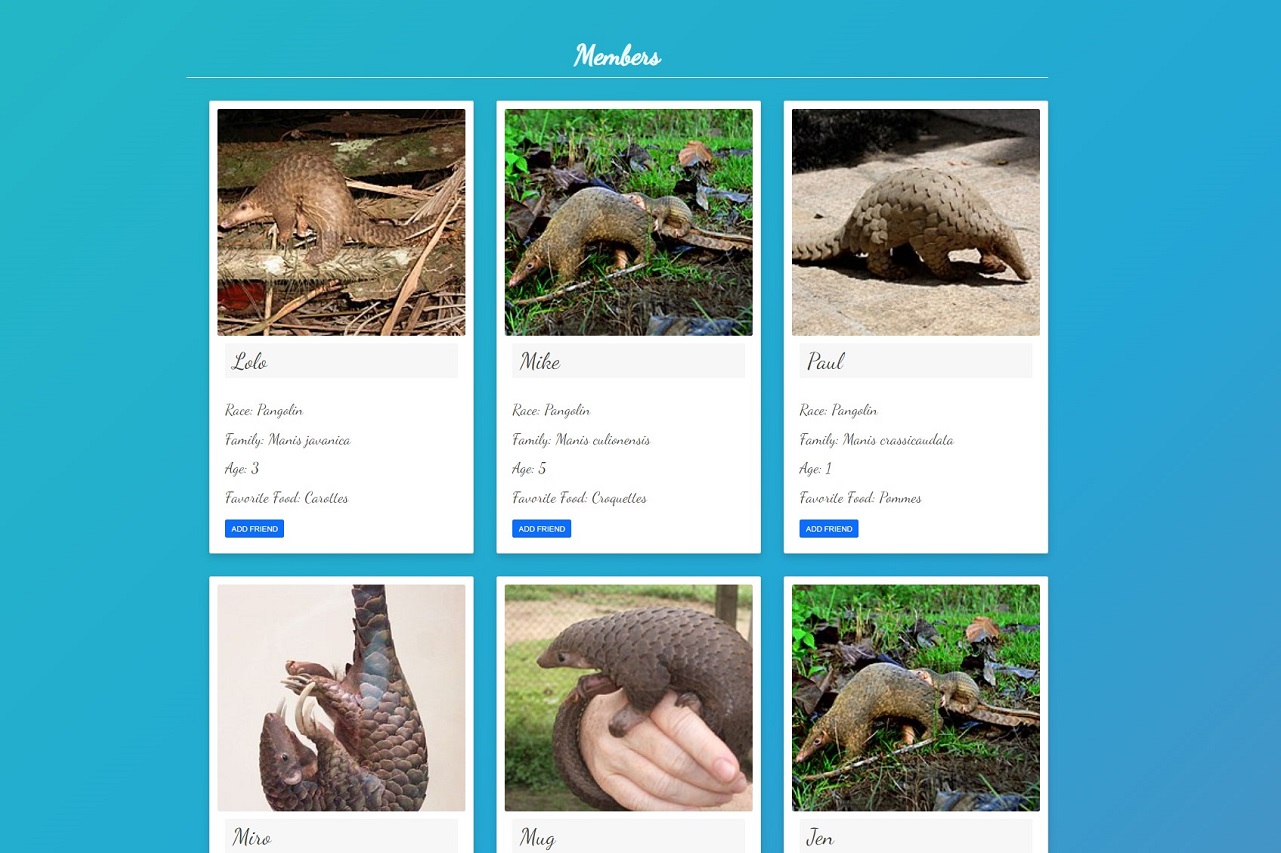 Members
Lolo
Mike
Paul
Race: Pangolin
Family: Manis javanica
Age: 3
Favorite Food: Carottes
ADD FRIEND
Race: Pangolin
Family: Manis culionensis
Age: 5
Favorite Food: Croquettes
ADD FRIEND
Race: Pangolin
Family: Manis crassicaudata
Age: 1
Favorite Food: Pommes
ADD FRIEND
Miro
Mug
Jen